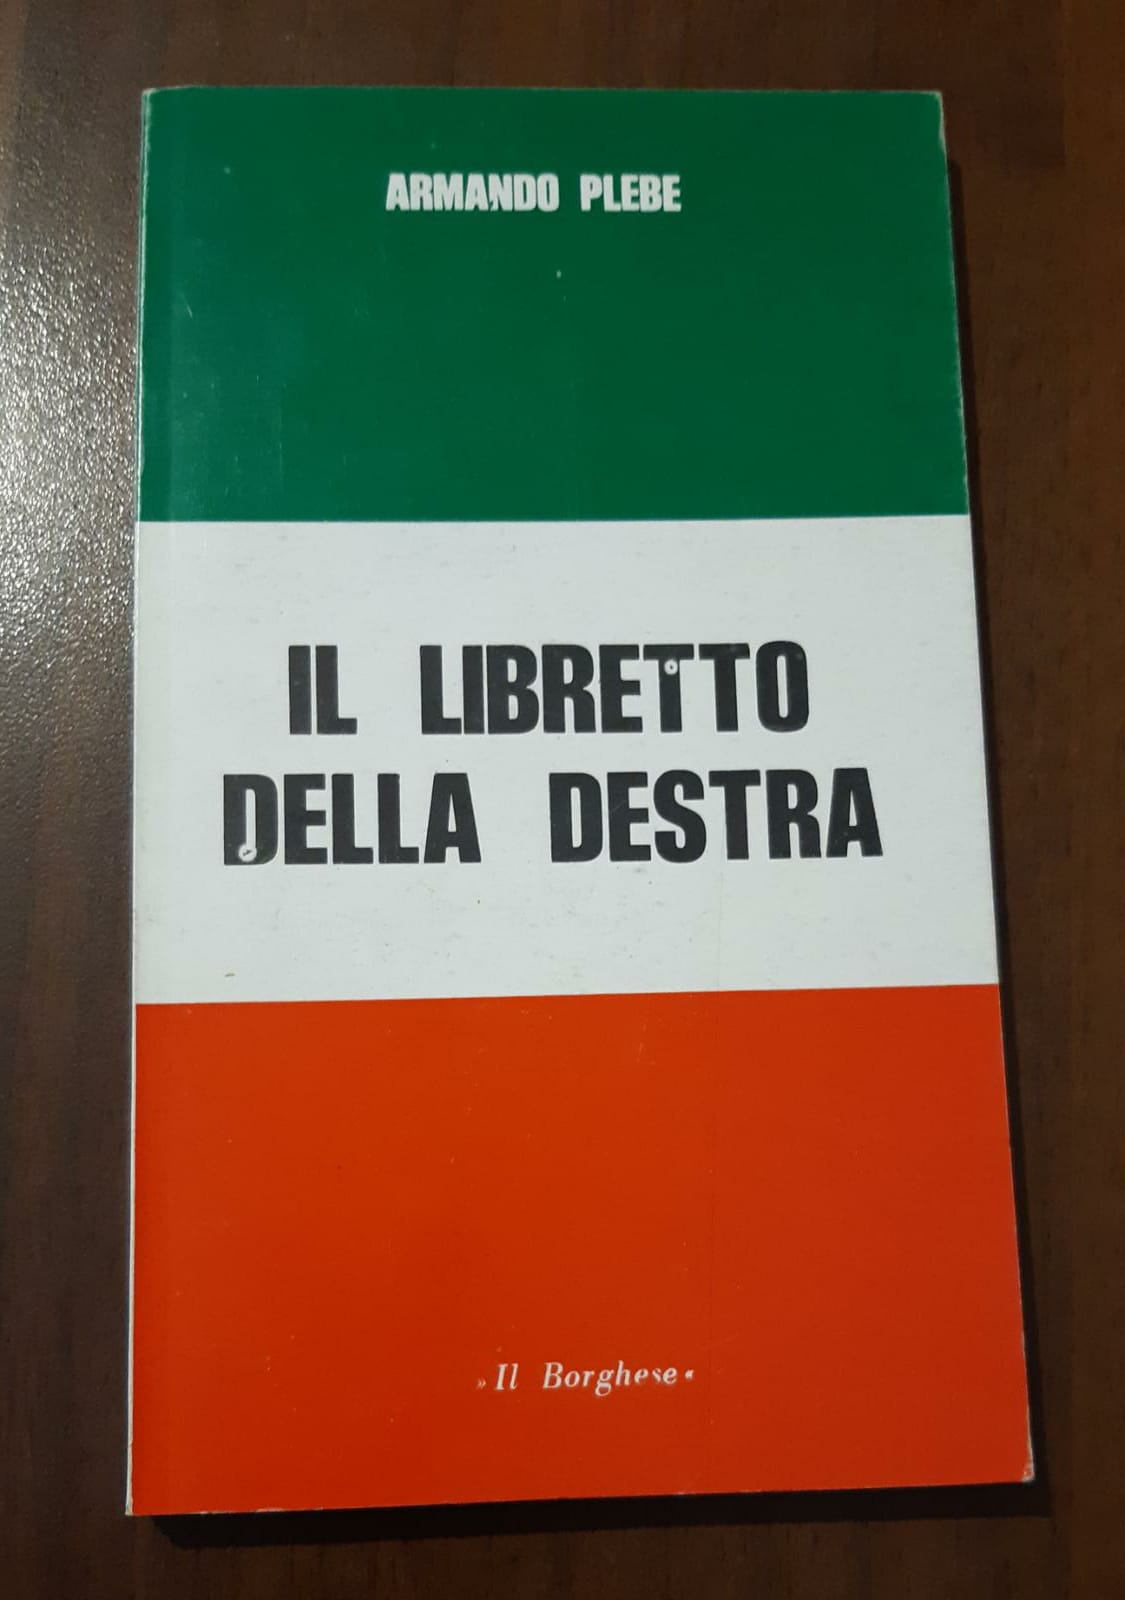 ARMANDO PLEBE
IL LIBRETTO
DELLA DESTRA
»Il Borghese«